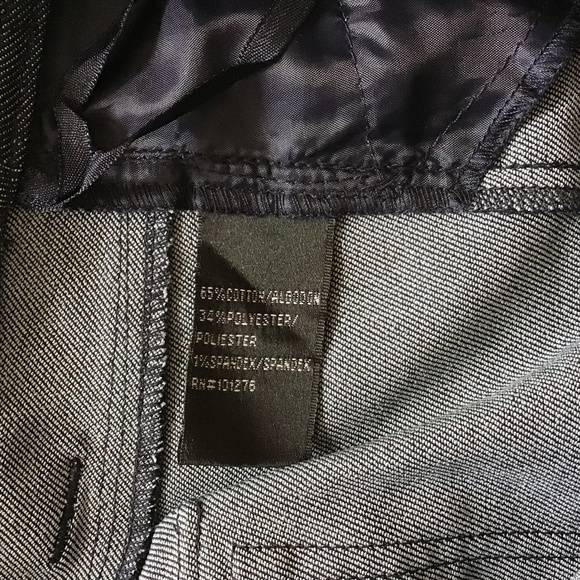 65%COTTON/ALGODON
34%POLYESTER/
POLIESTER
1%SPANDEX/SPANDEX
RN#101276